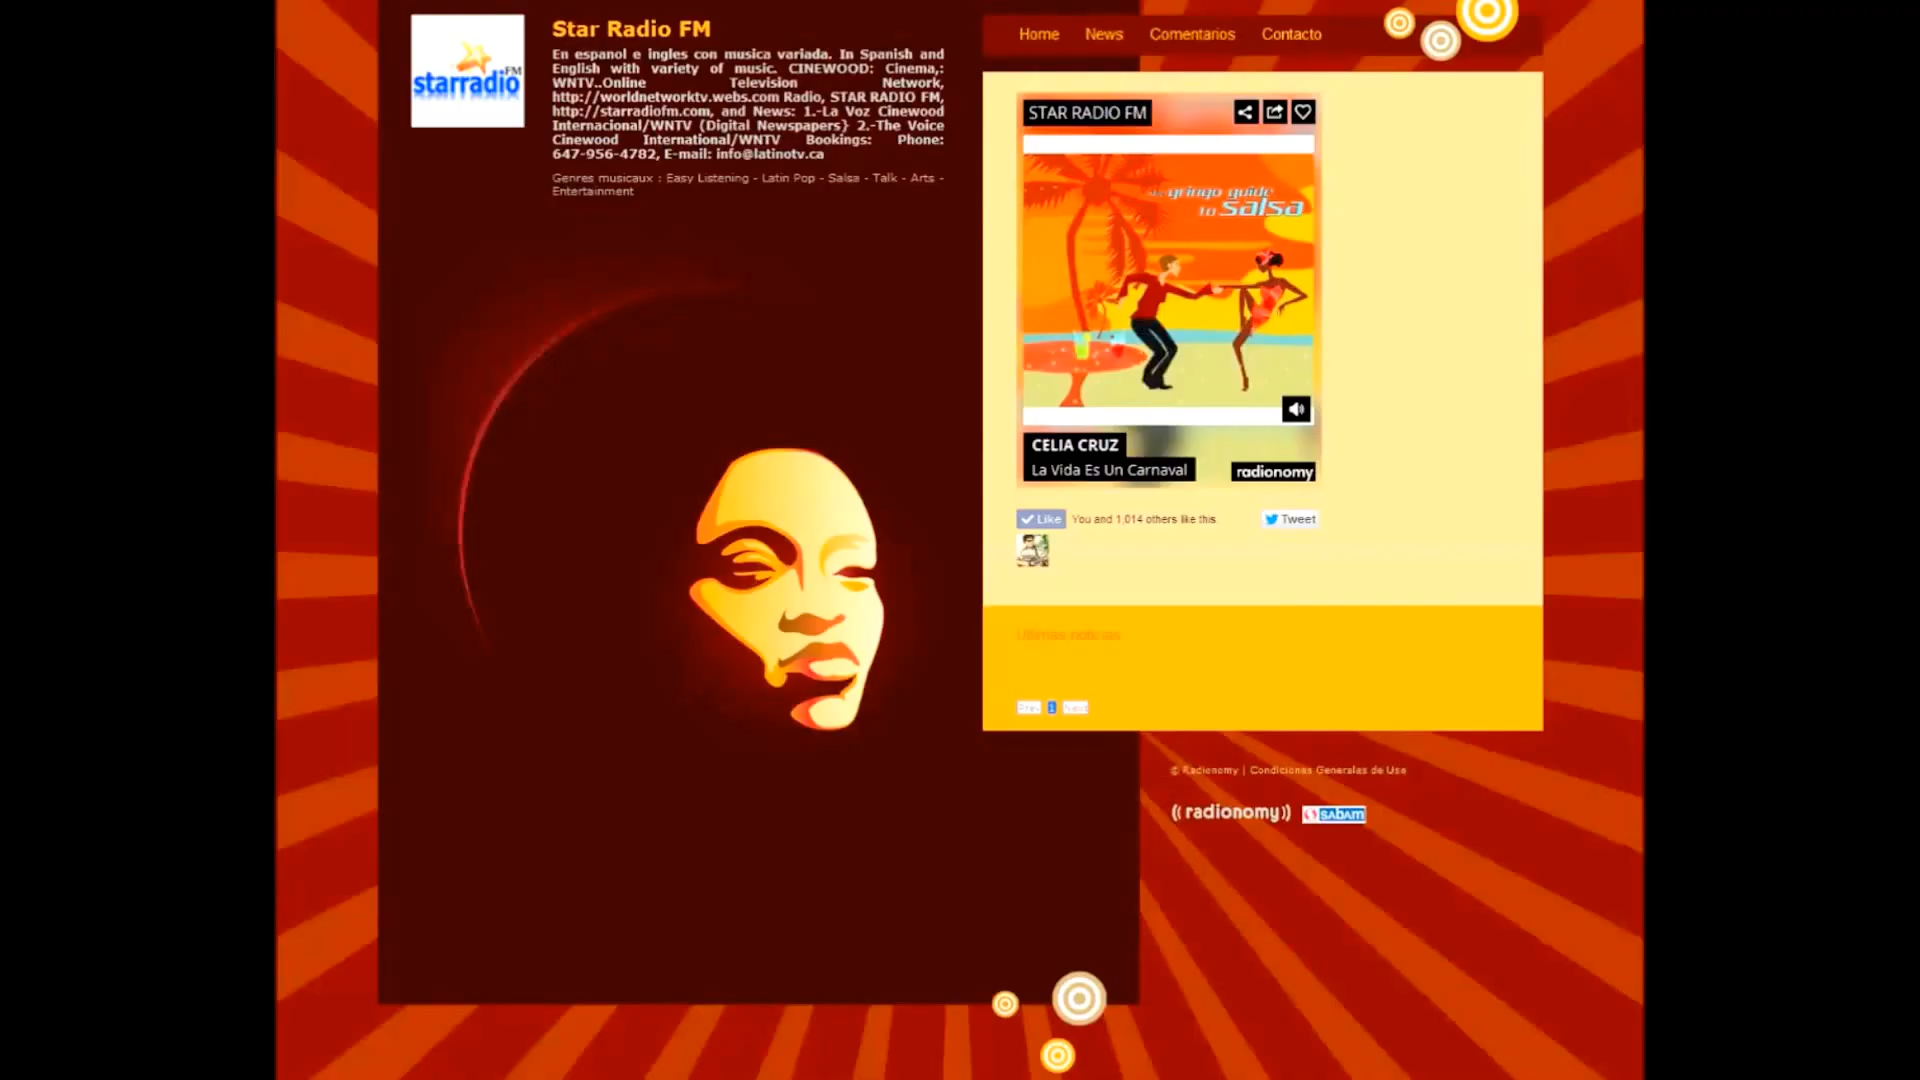 starradio FM
Star Radio FM
En espanol e ingles con musica variada. In Spanish and
English with variety of music. CINEWOOD: Cinema,:
WNTV..Online Television Network,
http://worldnetworktv.webs.com Radio, STAR RADIO FM,
http://starradiofm.com, and News: 1.-La Voz Cinewood
Internacional/WNTV (Digital Newspapers} 2.-The Voice
Cinewood International/WNTV Bookings: Phone:
647-956-4782, E-mail: info@latinotv.ca
Genres musicaux : Easy Listening - Latin Pop - Salsa - Talk - Arts -
Entertainment
Home News Comentarios Contacto
STAR RADIO FM
gringo guide
to salsa
CELIA CRUZ
La Vida Es Un Carnaval
radionomy
Like You and 1,014 others like this. Tweet
Ultimas noticias
Prev 1 Next
© Radionomy | Condiciones Generales de Uso
((radionomy)) sabam